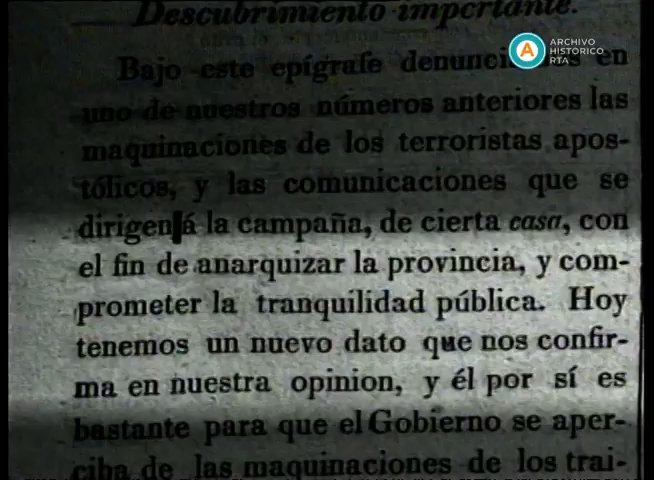 Descubrimiento importante.
ARCHIVO
HISTORICO
RTA
A
Bajo este epígrafe denunci s en
uno de nuestros números anteriores las
maquinaciones de los terroristas apos-
tólicos, y las comunicaciones que se
dirigen á la campaña, de cierta casa, con
el fin de anarquizar la provincia, y com-
prometer la tranquilidad pública. Hoy
tenemos un nuevo dato que nos confir-
ma en nuestra opinion, y él por sí es
bastante para que el Gobierno se aper-
ciba de las maquinaciones de los trai-